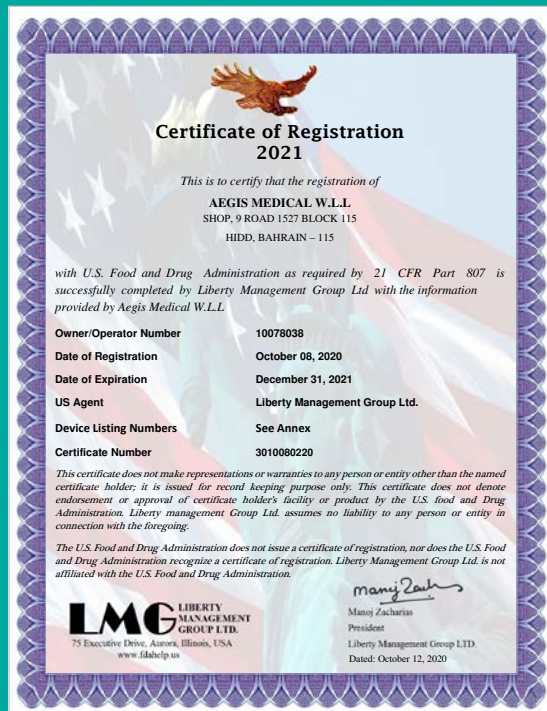 Certificate of Registration
2021
This is to certify that the registration of
AEGIS MEDICAL W.L.L
SHOP, 9 ROAD 1527 BLOCK 115
HIDD, BAHRAIN – 115
with U.S. Food and Drug Administration as required by 21 CFR Part 807 is
successfully completed by Liberty Management Group Ltd with the information
provided by Aegis Medical W.L.L
Owner/Operator Number 10078038
Date of Registration October 08, 2020
Date of Expiration December 31, 2021
US Agent Liberty Management Group Ltd.
Device Listing Numbers See Annex
Certificate Number 3010080220
This certificate does not make representations or warranties to any person or entity other than the named
certificate holder; it is issued for record keeping purpose only. This certificate does not denote
endorsement or approval of certificate holder's facility or product by the U.S. food and Drug
Administration. Liberty management Group Ltd. assumes no liability to any person or entity in
connection with the foregoing.
The U.S. Food and Drug Administration does not issue a certificate of registration, nor does the U.S. Food
and Drug Administration recognize a certificate of registration. Liberty Management Group Ltd. is not
affiliated with the U.S. Food and Drug Administration.
LMG LIBERTY
MANAGEMENT
GROUP LTD.
75 Executive Drive, Aurora, Illinois, USA
www.fdahelp.us
Manoj Zacharias
President
Liberty Management Group LTD.
Dated: October 12, 2020